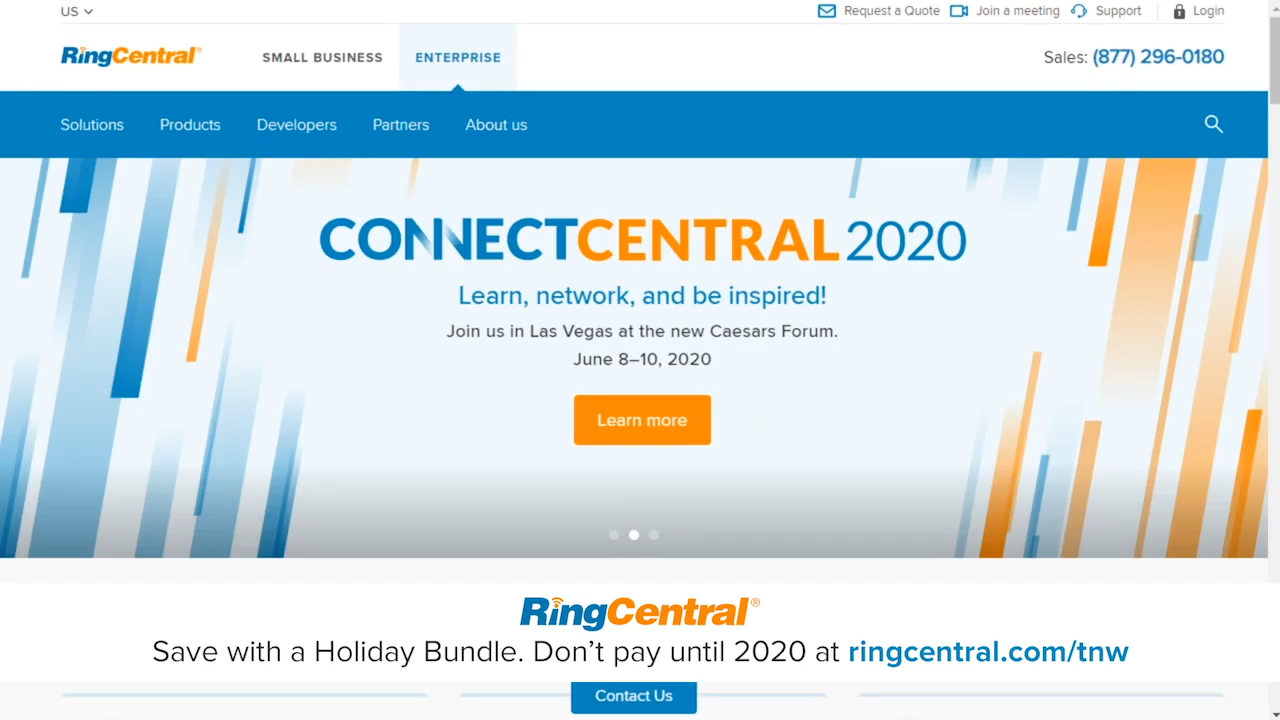 US
Request a Quote
Join a meeting
Support
Login
RingCentral®
SMALL BUSINESS
ENTERPRISE
Sales: (877) 296-0180
Solutions
Products
Developers
Partners
About us
CONNECTCENTRAL 2020
Learn, network, and be inspired!
Join us in Las Vegas at the new Caesars Forum.
June 8–10, 2020
Learn more
RingCentral®
Save with a Holiday Bundle. Don’t pay until 2020 at ringcentral.com/tnw
Contact Us